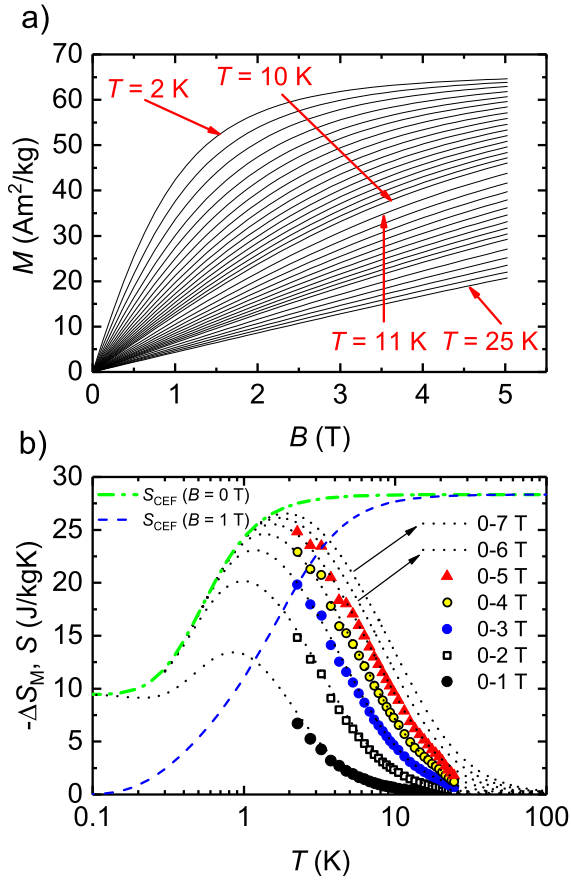 a)
70
60
50
40
30
20
10
0
M (Am²/kg)
T = 2 K
T = 10 K
T = 11 K
T = 25 K
0 1 2 3 4 5
B (T)
b)
30
25
20
15
10
5
0
-ΔS_M, S (J/kgK)
S_CEF (B = 0 T)
S_CEF (B = 1 T)
0-7 T
0-6 T
0-5 T
0-4 T
0-3 T
0-2 T
0-1 T
0.1 1 10 100
T (K)